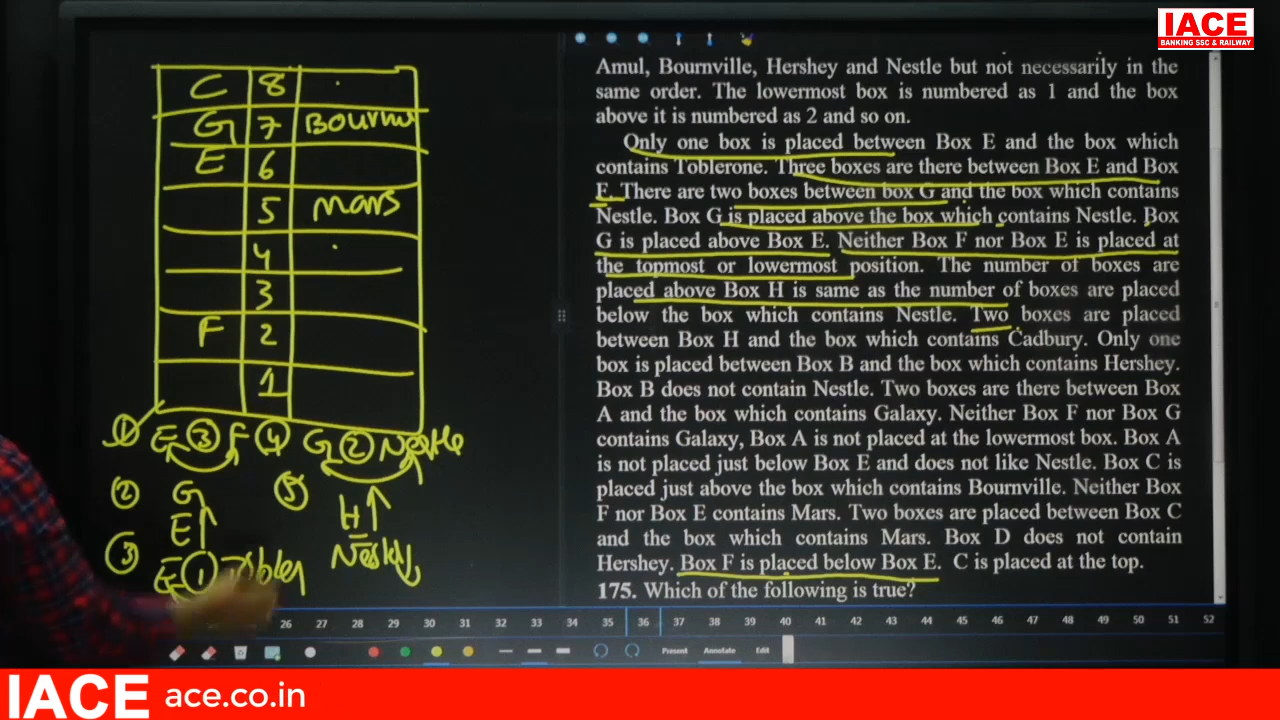 IACE
BANKING SSC & RAILWAY
Amul, Bournville, Hershey and Nestle but not necessarily in the
same order. The lowermost box is numbered as 1 and the box
above it is numbered as 2 and so on.
Only one box is placed between Box E and the box which
contains Toblerone. Three boxes are there between Box E and Box
F. There are two boxes between box G and the box which contains
Nestle. Box G is placed above the box which contains Nestle. Box
G is placed above Box E. Neither Box F nor Box E is placed at
the topmost or lowermost position. The number of boxes are
placed above Box H is same as the number of boxes are placed
below the box which contains Nestle. Two boxes are placed
between Box H and the box which contains Cadbury. Only one
box is placed between Box B and the box which contains Hershey.
Box B does not contain Nestle. Two boxes are there between Box
A and the box which contains Galaxy. Neither Box F nor Box G
contains Galaxy, Box A is not placed at the lowermost box. Box A
is not placed just below Box E and does not like Nestle. Box C is
placed just above the box which contains Bournville. Neither Box
F nor Box E contains Mars. Two boxes are placed between Box C
and the box which contains Mars. Box D does not contain
Hershey. Box F is placed below Box E. C is placed at the top.
175. Which of the following is true?
C 8
G 7
E 6
5 Mars
4
3
F 2
1
① E ③ F ④ G ② Nestle
② G ⑤ H
E Nestle
③ E ①
26 27 28 29 30 31 32 33 34 35 36 37 38 39 40 41 42 43 44 45 46 47 48 49 50 51 52
Present Annotate Edit
IACE ace.co.in